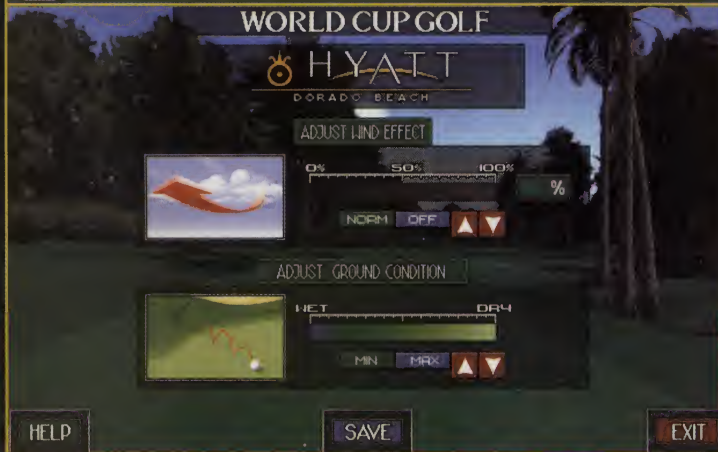 WORLD CUP GOLF
HYATT
DORADO BEACH
ADJUST WIND EFFECT
0% 50% 100%
%
NORM OFF
ADJUST GROUND CONDITION
WET DRY
MIN MAX
HELP SAVE EXIT